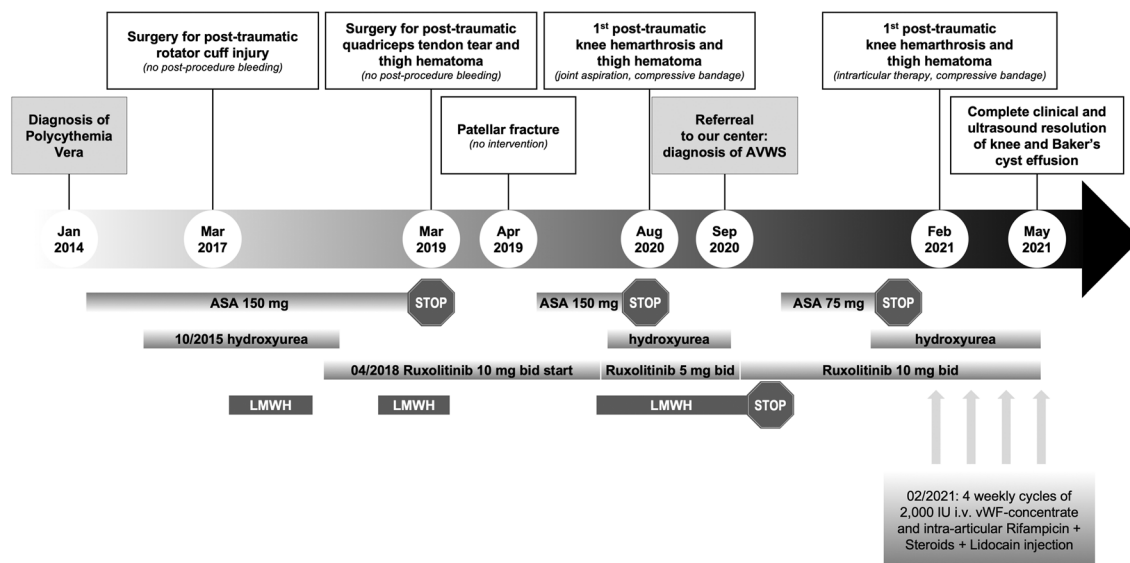 Surgery for post-traumatic
rotator cuff injury
(no post-procedure bleeding)
Surgery for post-traumatic
quadriceps tendon tear and
thigh hematoma
(no post-procedure bleeding)
1st post-traumatic
knee hemarthrosis and
thigh hematoma
(joint aspiration, compressive bandage)
1st post-traumatic
knee hemarthrosis and
thigh hematoma
(intrarticular therapy, compressive bandage)
Diagnosis of
Polycythemia
Vera
Patellar fracture
(no intervention)
Referreal
to our center:
diagnosis of AVWS
Complete clinical and
ultrasound resolution
of knee and Baker's
cyst effusion
Jan
2014
Mar
2017
Mar
2019
Apr
2019
Aug
2020
Sep
2020
Feb
2021
May
2021
ASA 150 mg
STOP
ASA 150 mg
STOP
ASA 75 mg
STOP
10/2015 hydroxyurea
hydroxyurea
hydroxyurea
04/2018 Ruxolitinib 10 mg bid start
Ruxolitinib 5 mg bid
Ruxolitinib 10 mg bid
LMWH
LMWH
LMWH
STOP
02/2021: 4 weekly cycles of
2,000 IU i.v. vWF-concentrate
and intra-articular Rifampicin +
Steroids + Lidocain injection